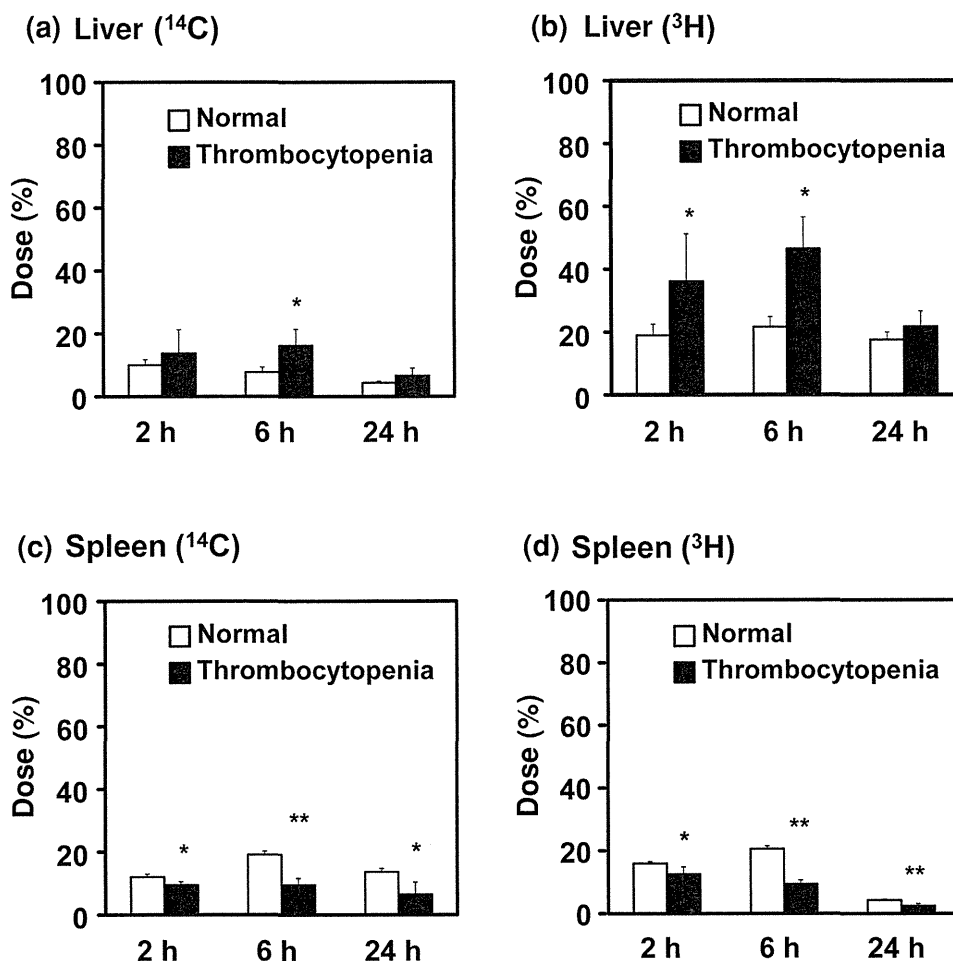 (a) Liver (¹⁴C)
100
80
60
40
20
0
Dose (%)
Normal
Thrombocytopenia
*
2 h 6 h 24 h
(b) Liver (³H)
100
80
60
40
20
0
Dose (%)
Normal
Thrombocytopenia
* *
2 h 6 h 24 h
(c) Spleen (¹⁴C)
100
80
60
40
20
0
Dose (%)
Normal
Thrombocytopenia
* ** *
2 h 6 h 24 h
(d) Spleen (³H)
100
80
60
40
20
0
Dose (%)
Normal
Thrombocytopenia
* ** **
2 h 6 h 24 h